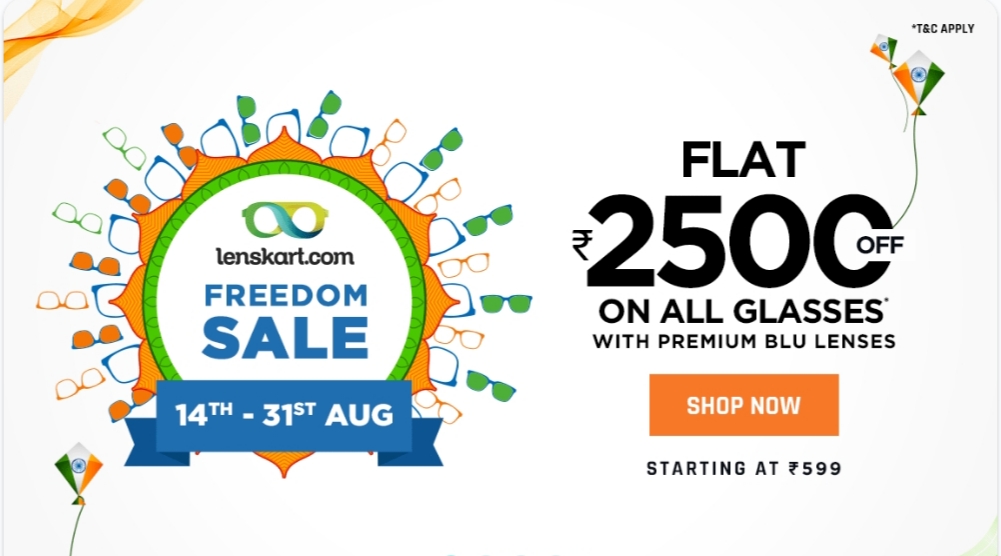 *T&C APPLY
lenskart.com
FREEDOM
SALE
14TH - 31ST AUG
FLAT
₹2500 OFF
ON ALL GLASSES*
WITH PREMIUM BLU LENSES
SHOP NOW
STARTING AT ₹599